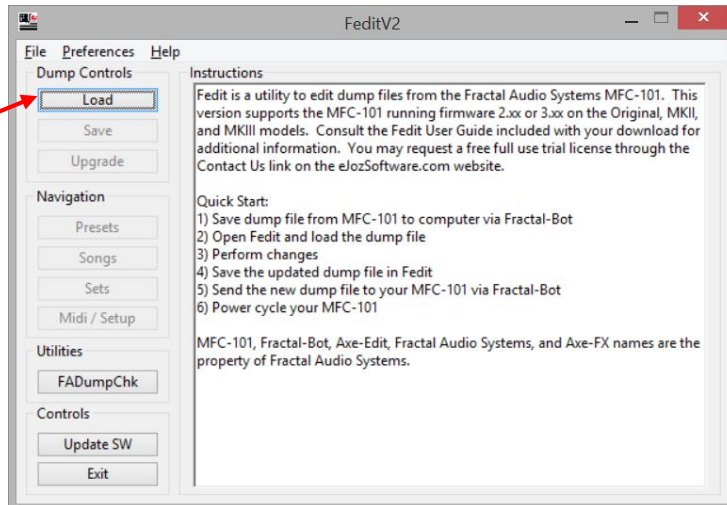 FeditV2
File Preferences Help
Dump Controls
Load
Save
Upgrade
Navigation
Presets
Songs
Sets
Midi / Setup
Utilities
FADumpChk
Controls
Update SW
Exit
Instructions
Fedit is a utility to edit dump files from the Fractal Audio Systems MFC-101. This
version supports the MFC-101 running firmware 2.xx or 3.xx on the Original, MKII,
and MKIII models. Consult the Fedit User Guide included with your download for
additional information. You may request a free full use trial license through the
Contact Us link on the eJozSoftware.com website.
Quick Start:
1) Save dump file from MFC-101 to computer via Fractal-Bot
2) Open Fedit and load the dump file
3) Perform changes
4) Save the updated dump file in Fedit
5) Send the new dump file to your MFC-101 via Fractal-Bot
6) Power cycle your MFC-101
MFC-101, Fractal-Bot, Axe-Edit, Fractal Audio Systems, and Axe-FX names are the
property of Fractal Audio Systems.